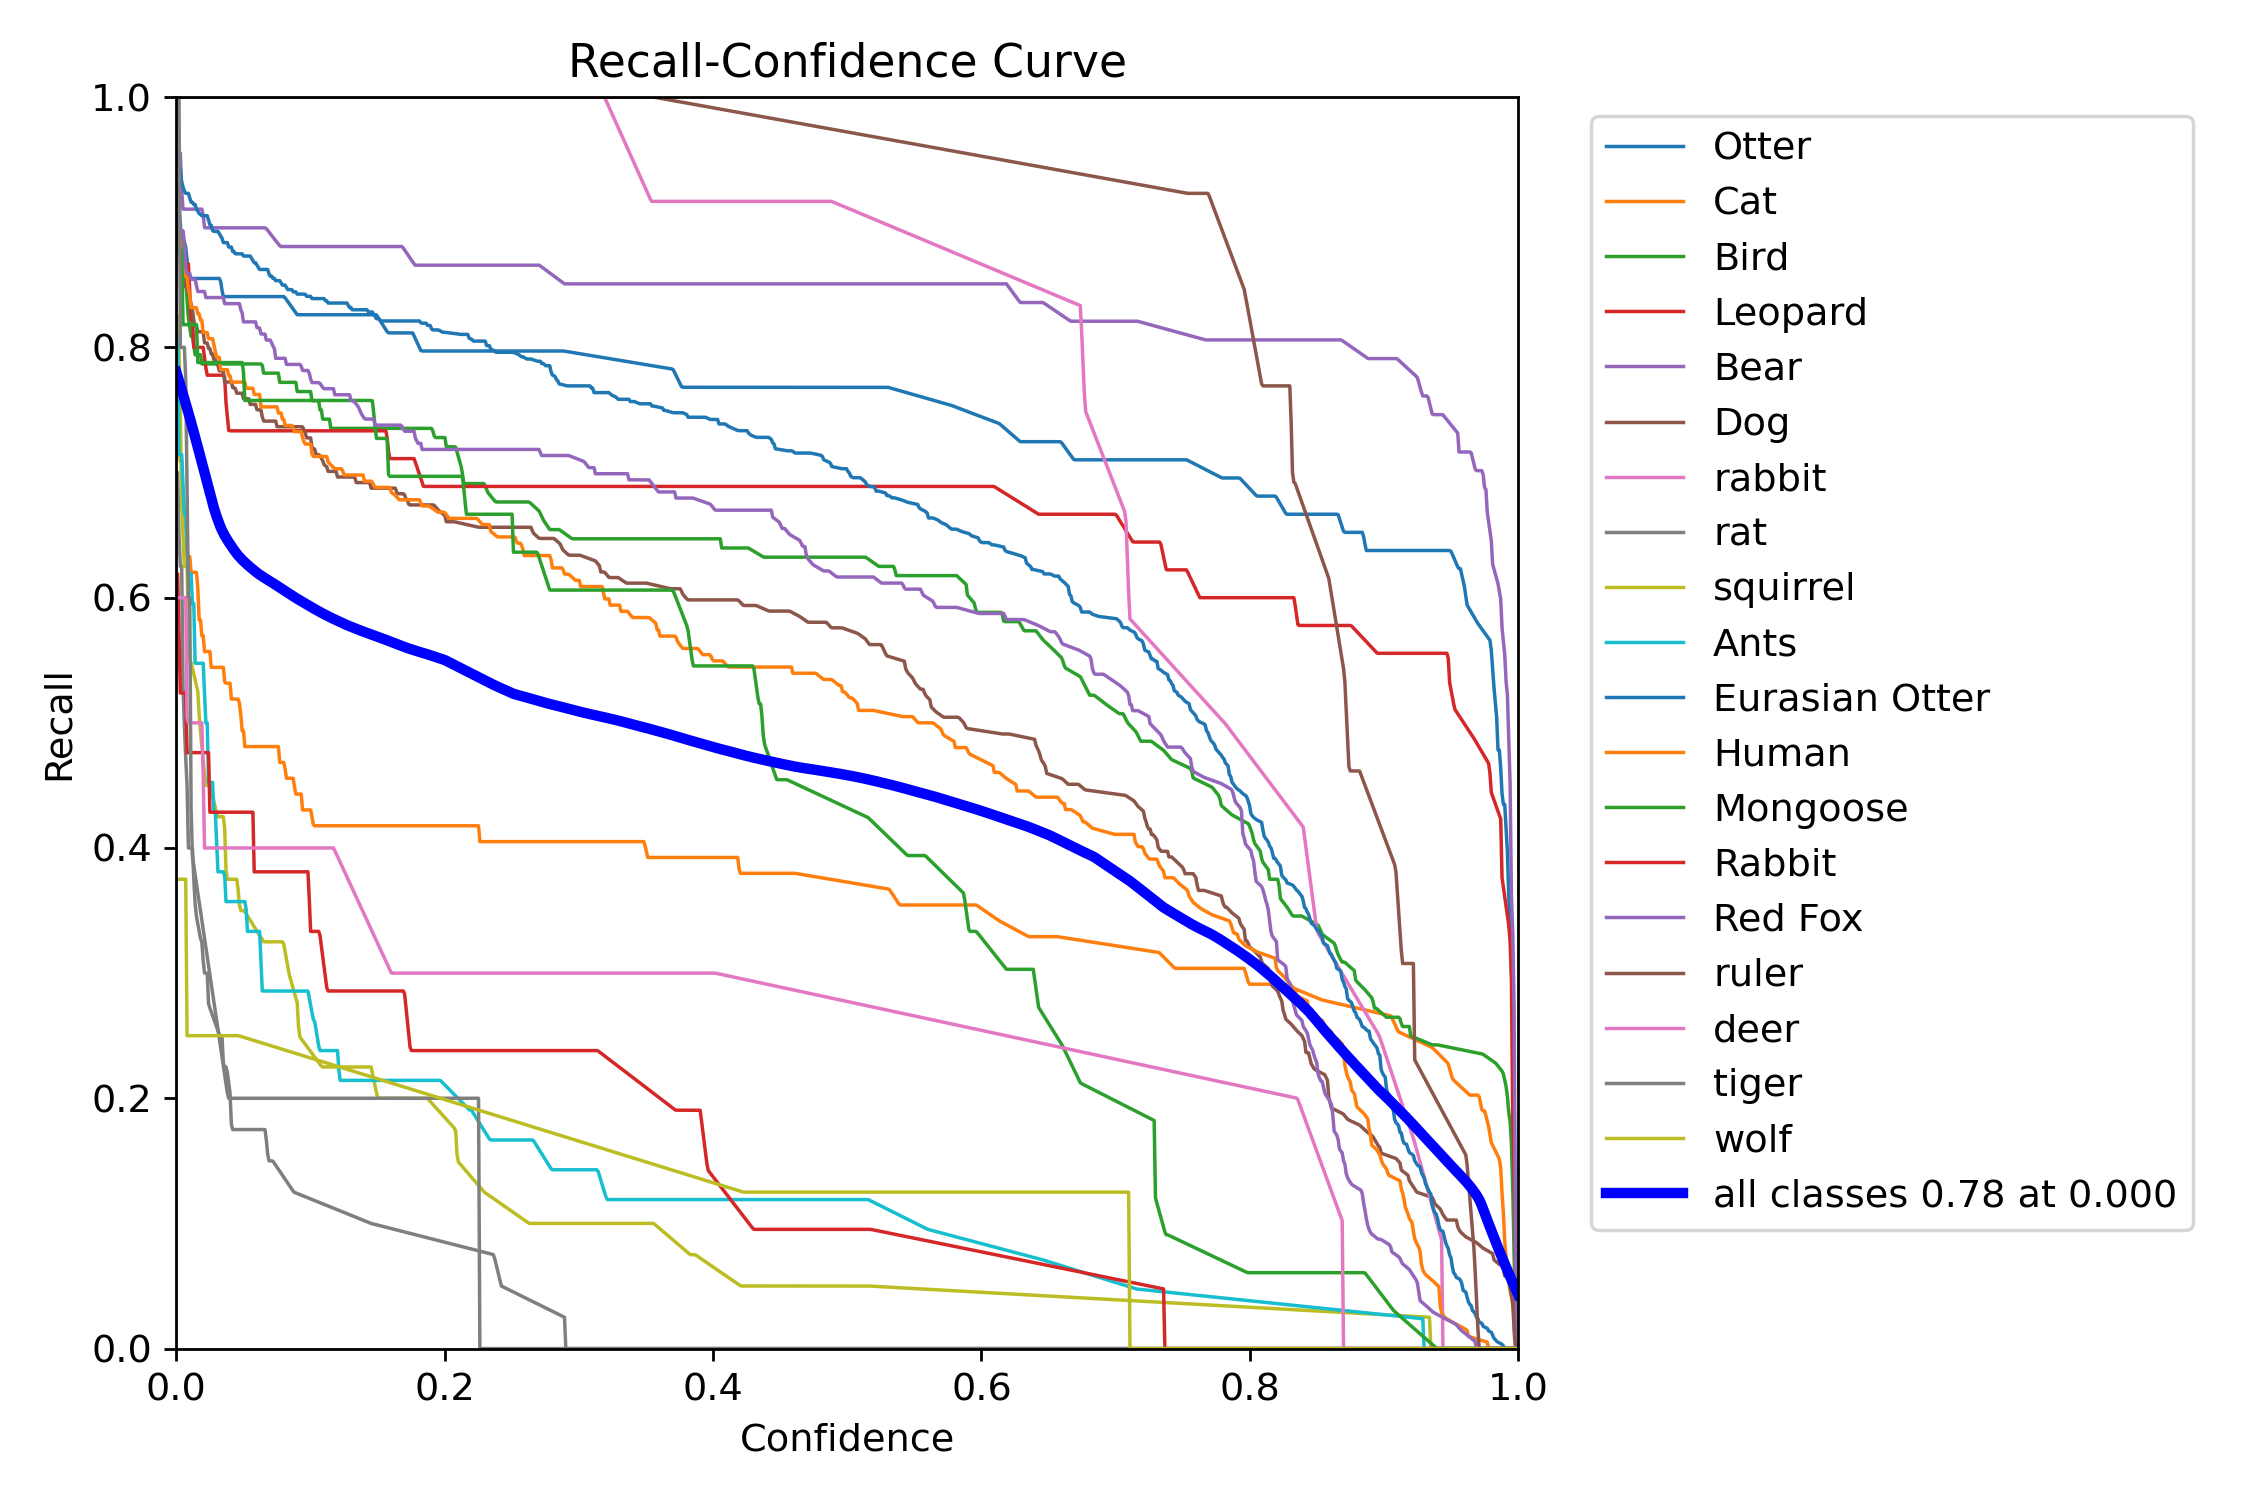 Recall-Confidence Curve
1.0
0.8
0.6
0.4
0.2
0.0
Recall
0.0 0.2 0.4 0.6 0.8 1.0
Confidence
Otter
Cat
Bird
Leopard
Bear
Dog
rabbit
rat
squirrel
Ants
Eurasian Otter
Human
Mongoose
Rabbit
Red Fox
ruler
deer
tiger
wolf
all classes 0.78 at 0.000